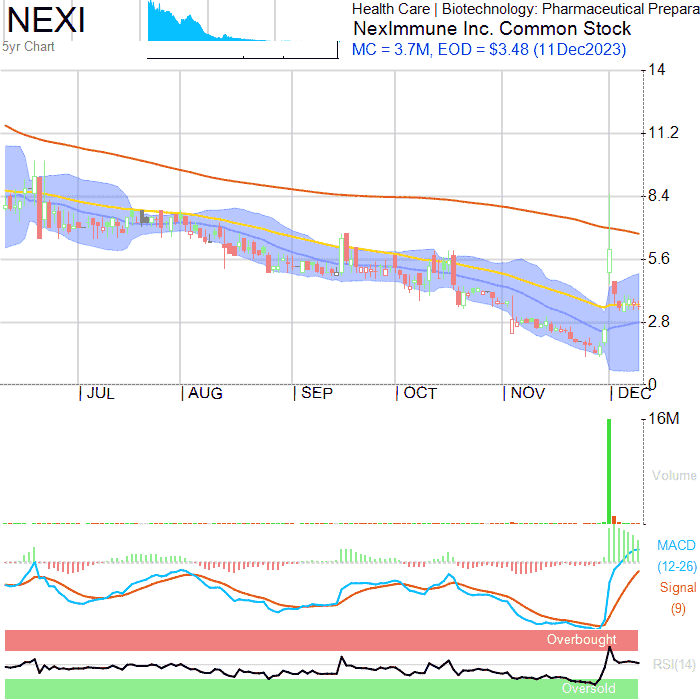 NEXI
5yr Chart
Health Care | Biotechnology: Pharmaceutical Prepara
NexImmune Inc. Common Stock
MC = 3.7M, EOD = $3.48 (11Dec2023)
14
11.2
8.4
5.6
2.8
0
JUL
AUG
SEP
OCT
NOV
DEC
16M
Volume
MACD
(12-26)
Signal
(9)
Overbought
RSI(14)
Oversold